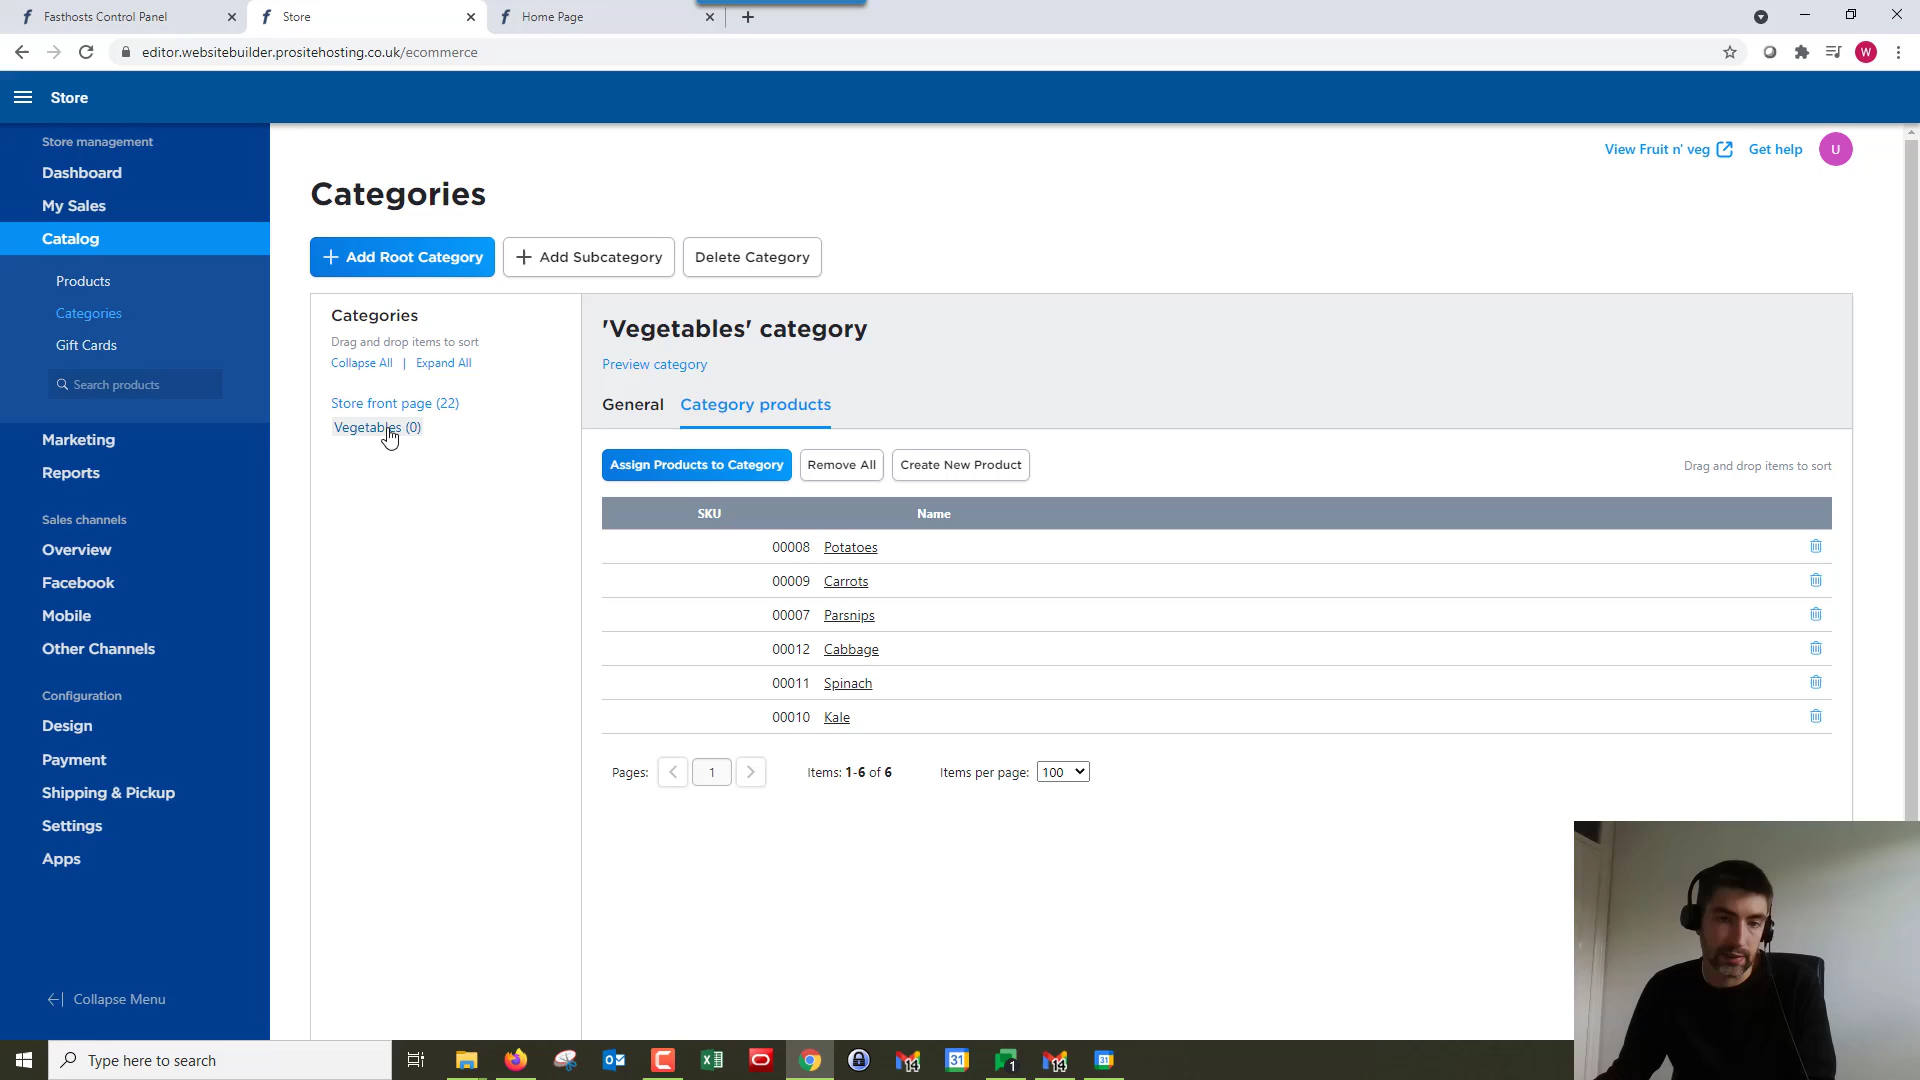 Fasthosts Control Panel
Store
Home Page
editor.websitebuilder.prositehosting.co.uk/ecommerce
W
Store
Store management
Dashboard
My Sales
Catalog
Products
Categories
Gift Cards
Search products
Marketing
Reports
Sales channels
Overview
Facebook
Mobile
Other Channels
Configuration
Design
Payment
Shipping & Pickup
Settings
Apps
Collapse Menu
View Fruit n' veg
Get help
U
Categories
Add Root Category
Add Subcategory
Delete Category
Categories
Drag and drop items to sort
Collapse All | Expand All
Store front page (22)
Vegetables (0)
'Vegetables' category
Preview category
General
Category products
Assign Products to Category
Remove All
Create New Product
Drag and drop items to sort
SKU Name
00008 Potatoes
00009 Carrots
00007 Parsnips
00012 Cabbage
00011 Spinach
00010 Kale
Pages: 1 Items: 1-6 of 6 Items per page: 100
Type here to search
14
31
1
14
31